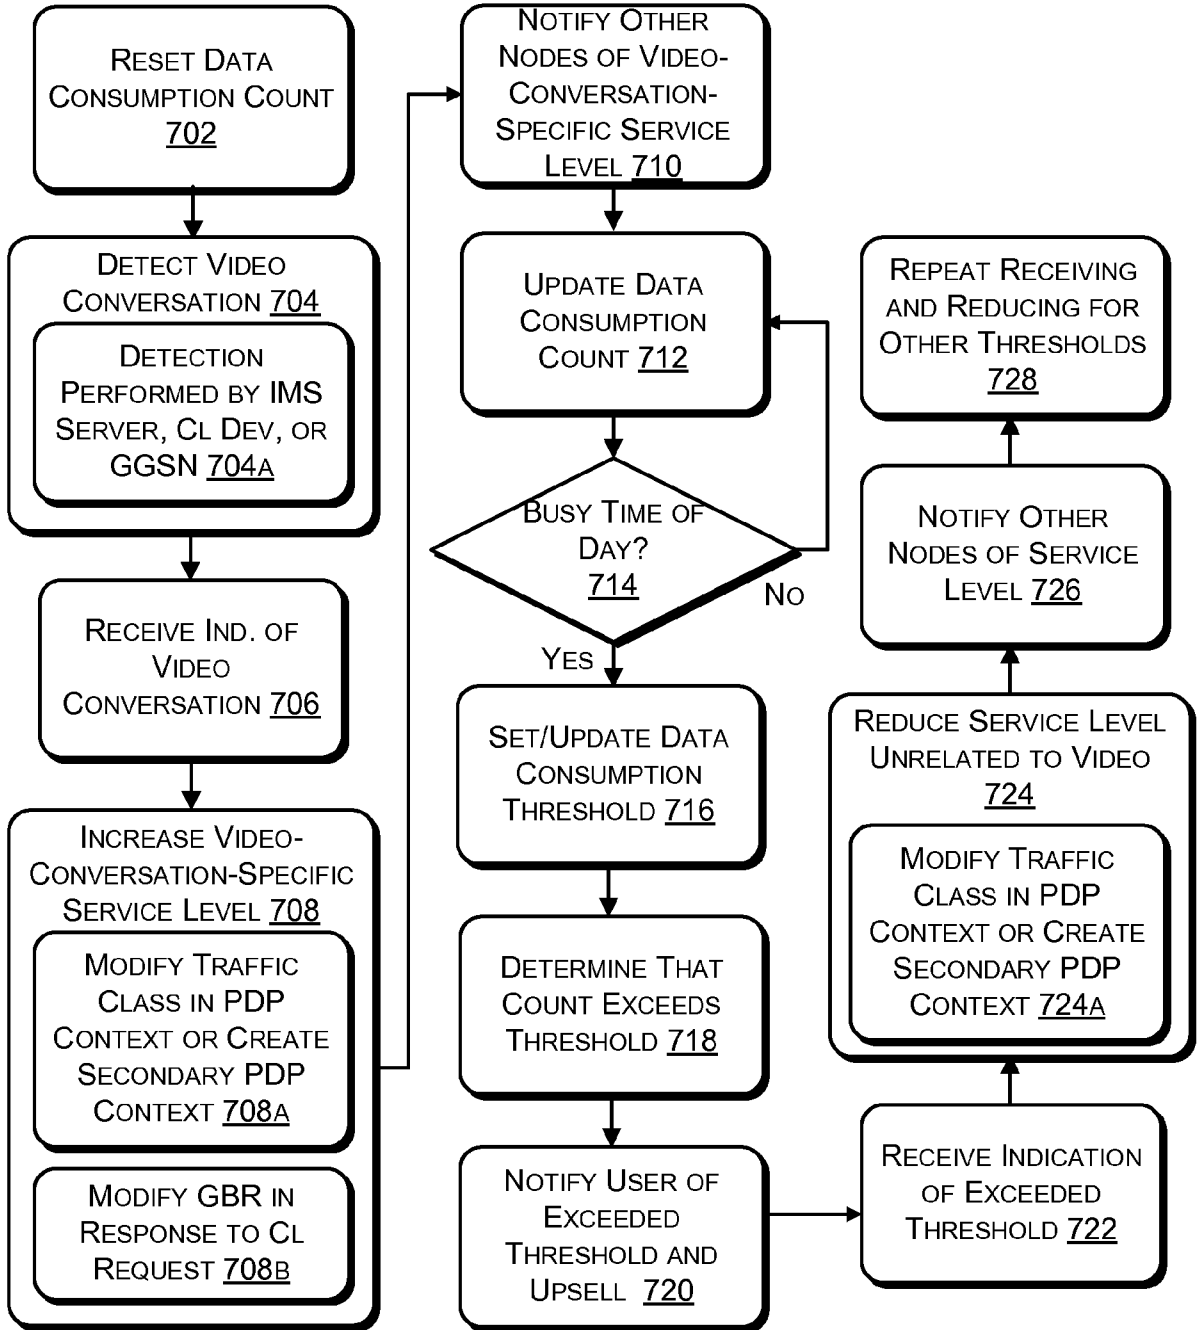 RESET DATA
CONSUMPTION COUNT
702
DETECT VIDEO
CONVERSATION 704
DETECTION
PERFORMED BY IMS
SERVER, CL DEV, OR
GGSN 704A
RECEIVE IND. OF
VIDEO
CONVERSATION 706
INCREASE VIDEO-
CONVERSATION-SPECIFIC
SERVICE LEVEL 708
MODIFY TRAFFIC
CLASS IN PDP
CONTEXT OR CREATE
SECONDARY PDP
CONTEXT 708A
MODIFY GBR IN
RESPONSE TO CL
REQUEST 708B
NOTIFY OTHER
NODES OF VIDEO-
CONVERSATION-
SPECIFIC SERVICE
LEVEL 710
UPDATE DATA
CONSUMPTION
COUNT 712
BUSY TIME OF
DAY?
714
NO
YES
SET/UPDATE DATA
CONSUMPTION
THRESHOLD 716
DETERMINE THAT
COUNT EXCEEDS
THRESHOLD 718
NOTIFY USER OF
EXCEEDED
THRESHOLD AND
UPSELL 720
RECEIVE INDICATION
OF EXCEEDED
THRESHOLD 722
REDUCE SERVICE LEVEL
UNRELATED TO VIDEO
724
MODIFY TRAFFIC
CLASS IN PDP
CONTEXT OR CREATE
SECONDARY PDP
CONTEXT 724A
NOTIFY OTHER
NODES OF SERVICE
LEVEL 726
REPEAT RECEIVING
AND REDUCING FOR
OTHER THRESHOLDS
728